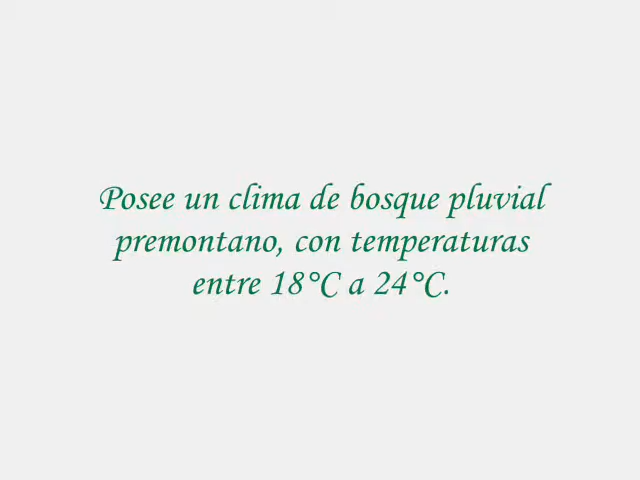 Posee un clima de bosque pluvial
premontano, con temperaturas
entre 18°C a 24°C.